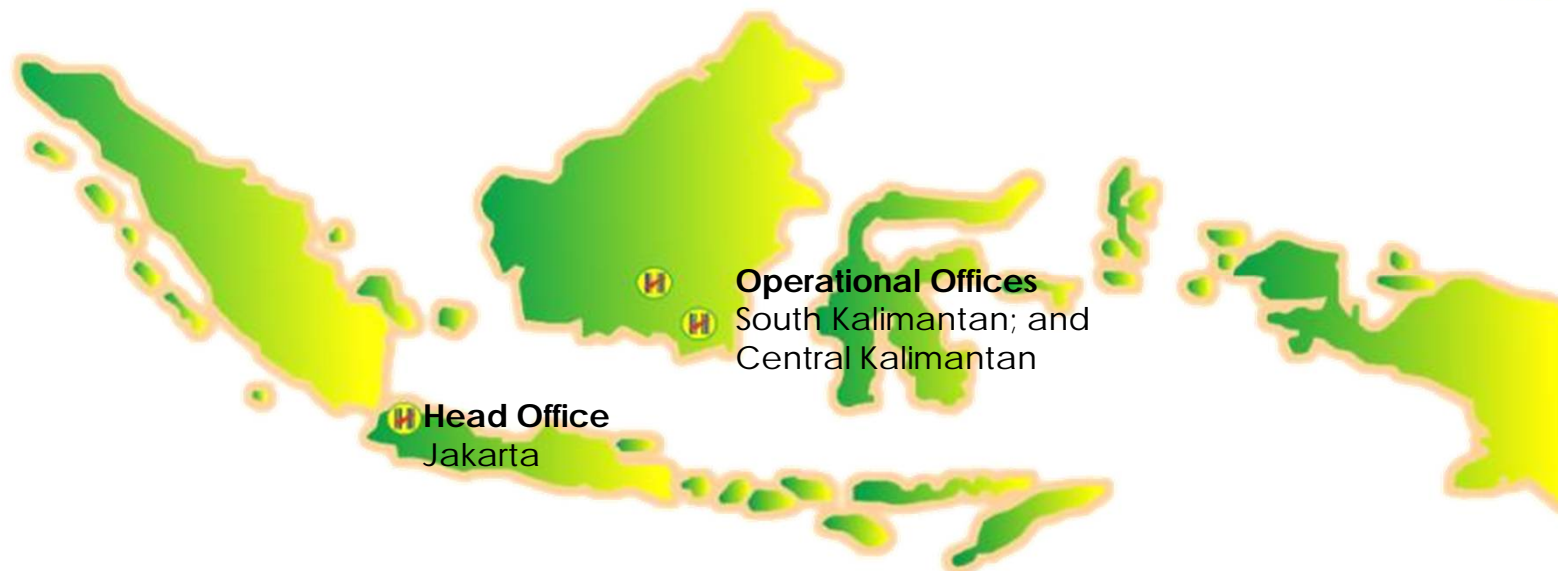 Operational Offices
South Kalimantan; and
Central Kalimantan
Head Office
Jakarta